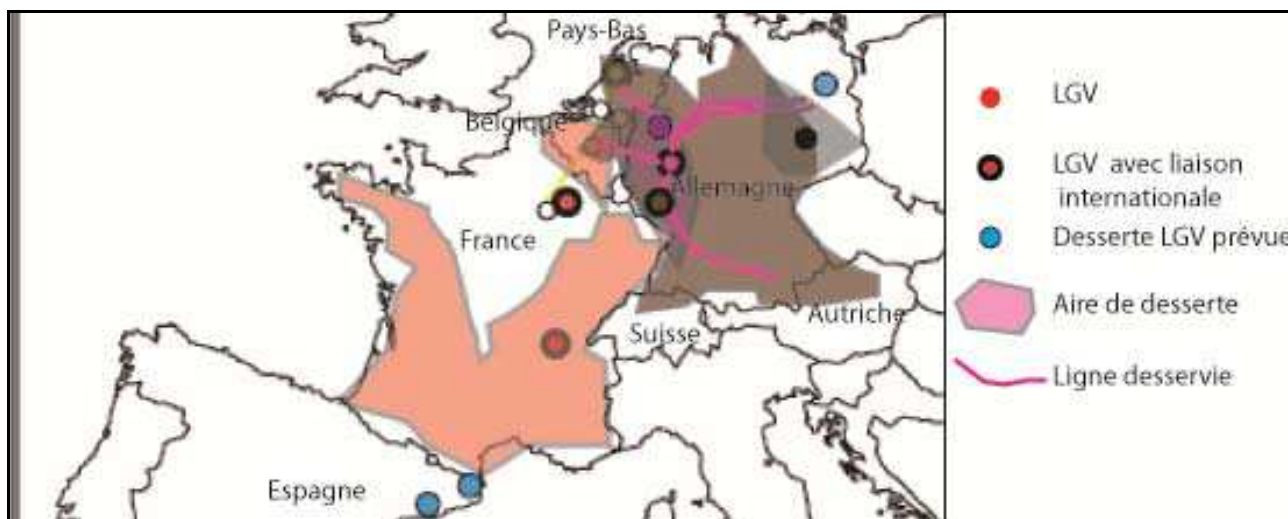 Pays-Bas
Belgique
Allemagne
France
Suisse
Autriche
Espagne
LGV
LGV avec liaison
internationale
Desserte LGV prévue
Aire de desserte
Ligne desservie